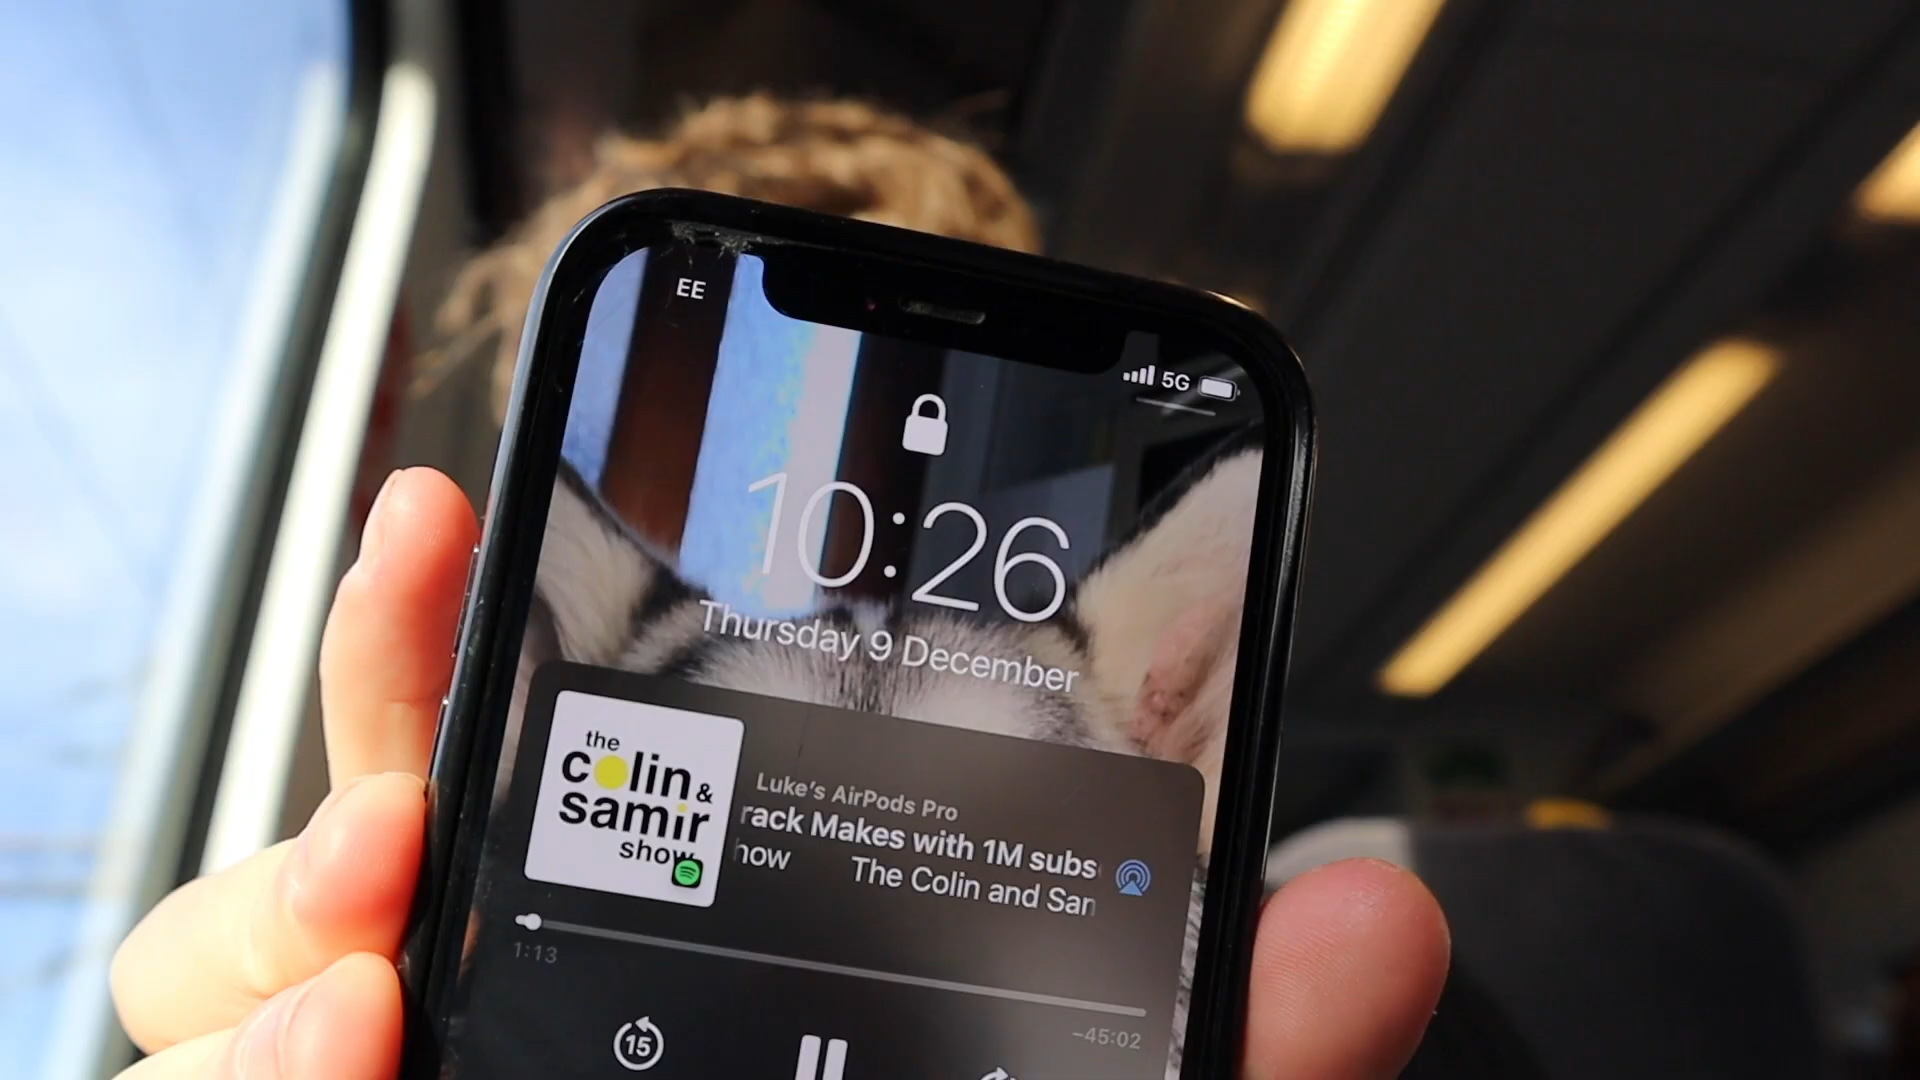 EE
5G
10:26
Thursday 9 December
the
colin &
samir
show
Luke's AirPods Pro
rack Makes with 1M subs
how The Colin and San
1:13
-45:02
15